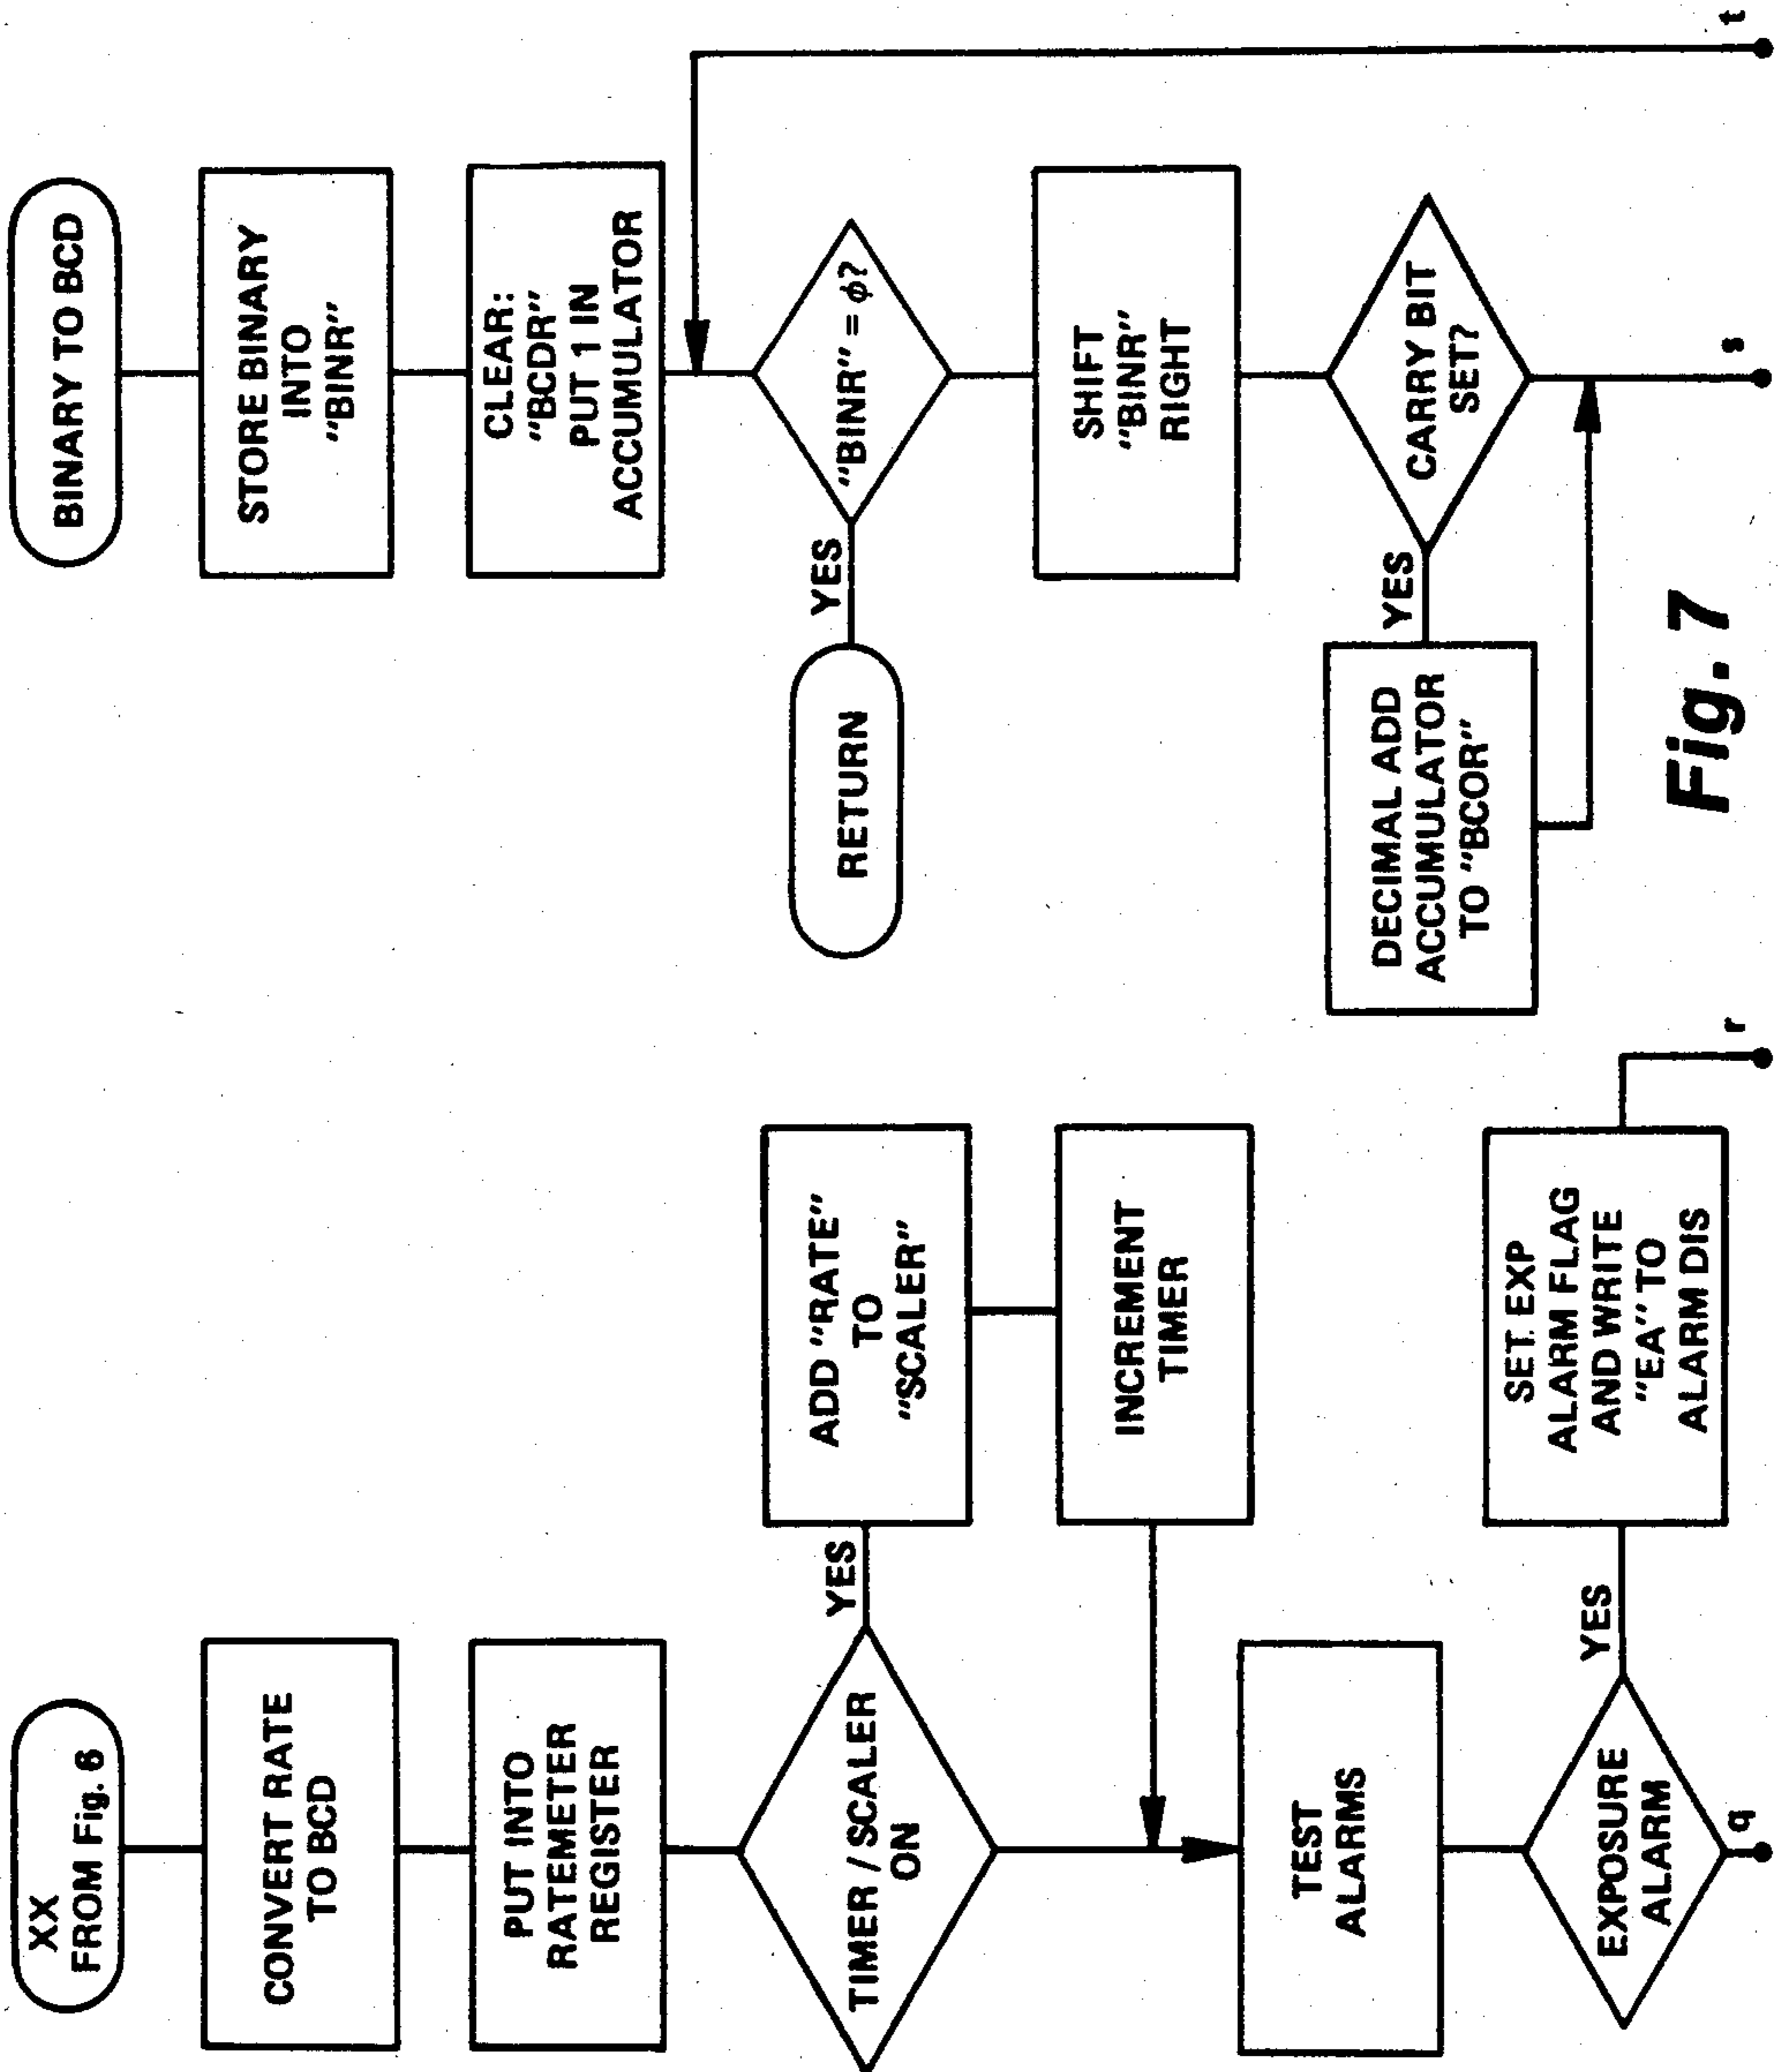 XX
FROM Fig. 6
CONVERT RATE
TO BCD
PUT INTO
RATEMETER
REGISTER
TIMER / SCALER
ON
YES
ADD "RATE"
TO
"SCALER"
INCREMENT
TIMER
TEST
ALARMS
EXPOSURE
ALARM
YES
SET EXP
ALARM FLAG
AND WRITE
"EA" TO
ALARM DIS
q
r
BINARY TO BCD
STORE BINARY
INTO
"BINR"
CLEAR:
"BCDR"
PUT 1 IN
ACCUMULATOR
"BINR" = ϕ?
YES
RETURN
SHIFT
"BINR"
RIGHT
CARRY BIT
SET?
YES
DECIMAL ADD
ACCUMULATOR
TO "BCOR"
s
t
Fig. 7